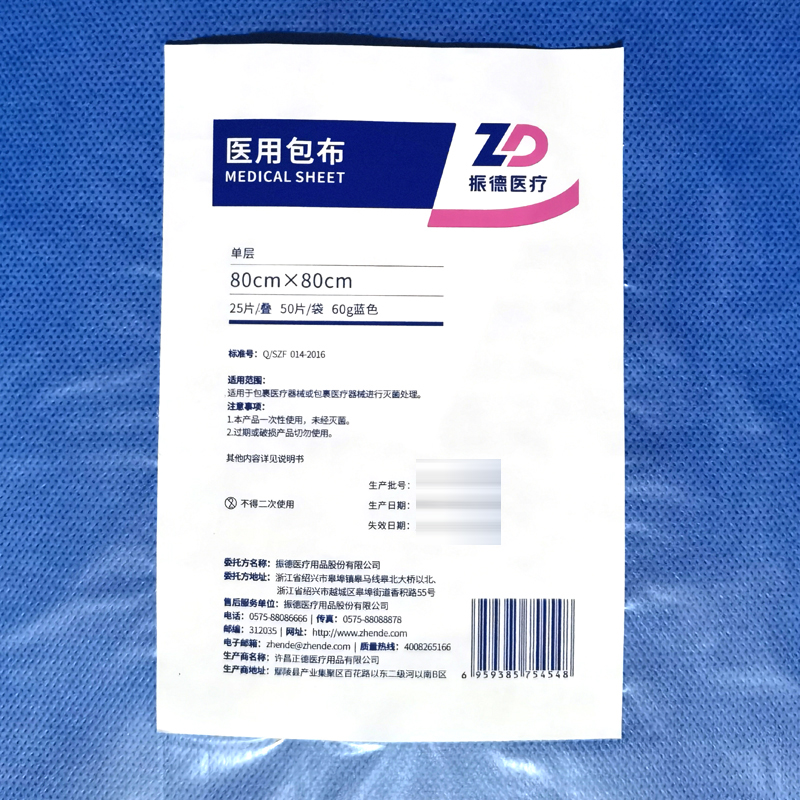 医用包布
MEDICAL SHEET
ZD
振德医疗
单层
80cm×80cm
25片/叠 50片/袋 60g蓝色
标准号：Q/SZF 014-2016
适用范围：
适用于包裹医疗器械或包裹医疗器械进行灭菌处理。
注意事项：
1.本产品一次性使用，未经灭菌。
2.过期或破损产品切勿使用。
其他内容详见说明书
生产批号：
生产日期：
失效日期：
不得二次使用
委托方名称：振德医疗用品股份有限公司
委托方地址：浙江省绍兴市皋埠镇皋马线皋北大桥以北、
浙江省绍兴市越城区皋埠街道香积路55号
售后服务单位：振德医疗用品股份有限公司
电话：0575-88086666 | 传真：0575-88088878
邮编：312035 | 网址：http://www.zhende.com
电子邮箱：zhende@zhende.com | 质量热线：4008265166
生产商名称：许昌正德医疗用品有限公司
生产商地址：鄢陵县产业集聚区百花路以东二级河以南B区
6 959385 754548